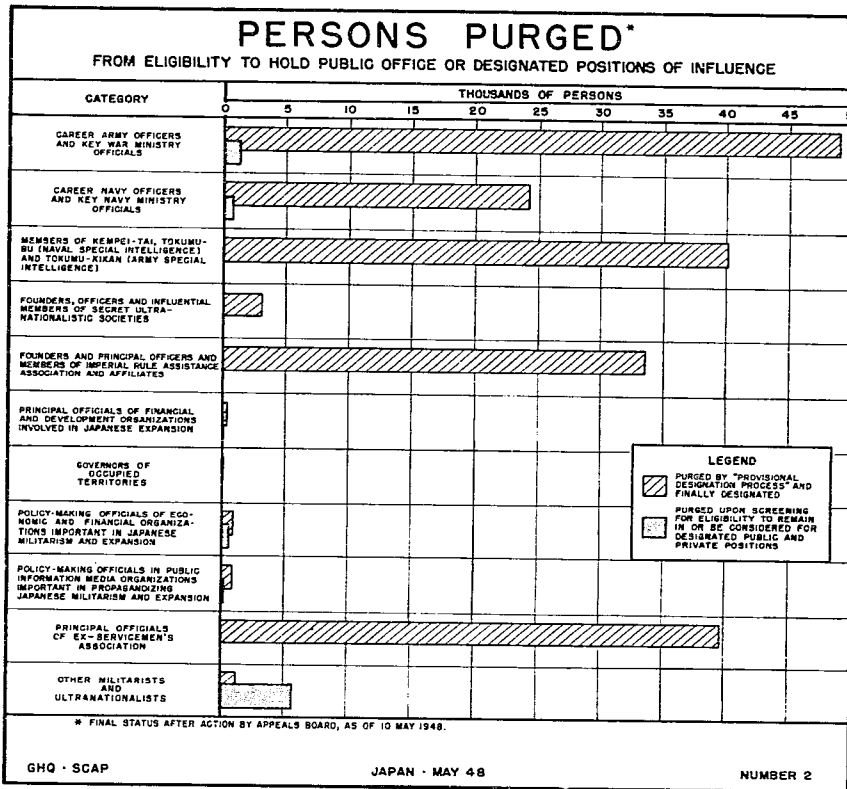 PERSONS PURGED*
FROM ELIGIBILITY TO HOLD PUBLIC OFFICE OR DESIGNATED POSITIONS OF INFLUENCE
CATEGORY
THOUSANDS OF PERSONS
0 5 10 15 20 25 30 35 40 45
CAREER ARMY OFFICERS
AND KEY WAR MINISTRY
OFFICIALS
CAREER NAVY OFFICERS
AND KEY NAVY MINISTRY
OFFICIALS
MEMBERS OF KEMPEI-TAI, TOKUMU-
BU (NAVAL SPECIAL INTELLIGENCE)
AND TOKUMU-KIKAN (ARMY SPECIAL
INTELLIGENCE)
FOUNDERS, OFFICERS AND INFLUENTIAL
MEMBERS OF SECRET ULTRA-
NATIONALISTIC SOCIETIES
FOUNDERS AND PRINCIPAL OFFICERS AND
MEMBERS OF IMPERIAL RULE ASSISTANCE
ASSOCIATION AND AFFILIATES
PRINCIPAL OFFICIALS OF FINANCIAL
AND DEVELOPMENT ORGANIZATIONS
INVOLVED IN JAPANESE EXPANSION
GOVERNORS OF
OCCUPIED
TERRITORIES
POLICY-MAKING OFFICIALS OF ECO-
NOMIC AND FINANCIAL ORGANIZA-
TIONS IMPORTANT IN JAPANESE
MILITARISM AND EXPANSION
POLICY-MAKING OFFICIALS IN PUBLIC
INFORMATION MEDIA ORGANIZATIONS
IMPORTANT IN PROPAGANDIZING
JAPANESE MILITARISM AND EXPANSION
PRINCIPAL OFFICIALS
OF EX-SERVICEMEN'S
ASSOCIATION
OTHER MILITARISTS
AND
ULTRANATIONALISTS
LEGEND
PURGED BY "PROVISIONAL
DESIGNATION PROCESS" AND
FINALLY DESIGNATED
PURGED UPON SCREENING
FOR ELIGIBILITY TO REMAIN
IN OR BE CONSIDERED FOR
DESIGNATED PUBLIC AND
PRIVATE POSITIONS
* FINAL STATUS AFTER ACTION BY APPEALS BOARD, AS OF 10 MAY 1948.
GHQ - SCAP
JAPAN - MAY 48
NUMBER 2